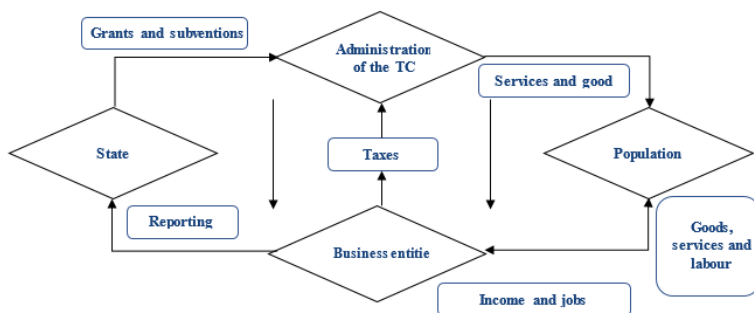 Grants and subventions
Administration
of the TC
Services and good
State
Taxes
Population
Reporting
Business entitie
Goods,
services and
labour
Income and jobs